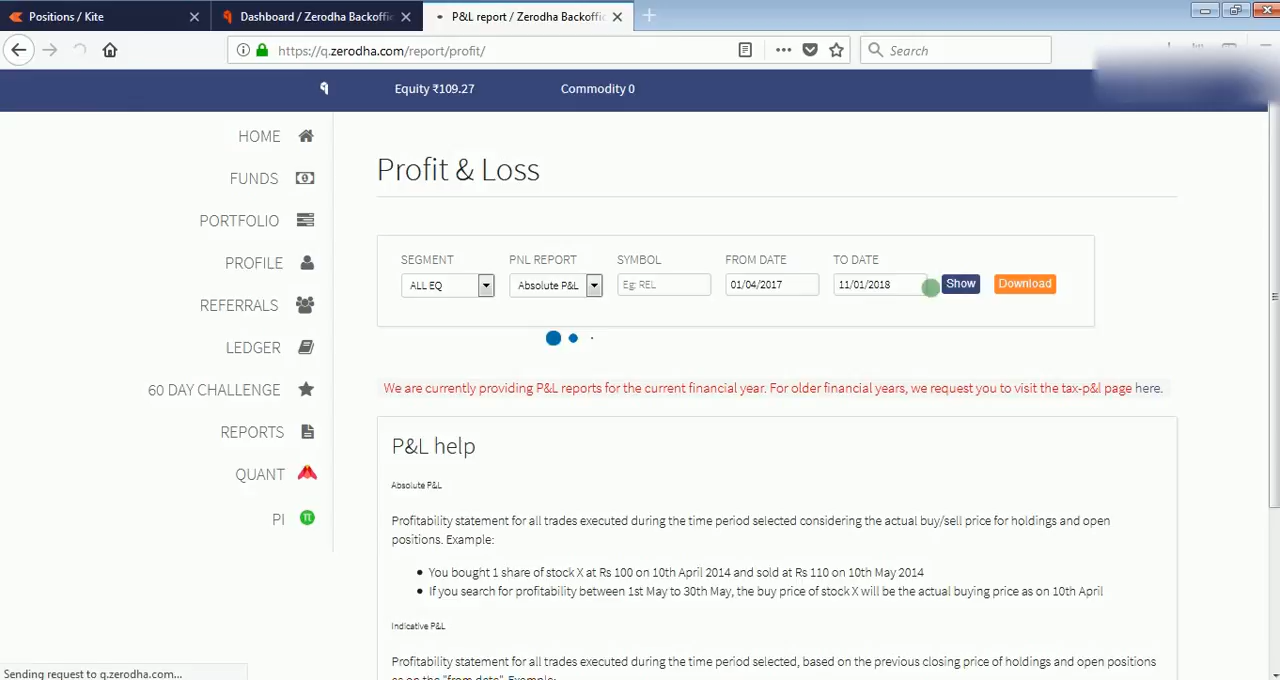 Positions / Kite
Dashboard / Zerodha Backoffic
P&L report / Zerodha Backoffic
https://q.zerodha.com/report/profit/
Search
Equity ₹109.27 Commodity 0
HOME
FUNDS
PORTFOLIO
PROFILE
REFERRALS
LEDGER
60 DAY CHALLENGE
REPORTS
QUANT
PI
Profit & Loss
SEGMENT PNL REPORT SYMBOL FROM DATE TO DATE
ALL EQ Absolute P&L Eg: REL 01/04/2017 11/01/2018 Show Download
We are currently providing P&L reports for the current financial year. For older financial years, we request you to visit the tax-p&l page here.
P&L help
Absolute P&L
Profitability statement for all trades executed during the time period selected considering the actual buy/sell price for holdings and open
positions. Example:
• You bought 1 share of stock X at Rs 100 on 10th April 2014 and sold at Rs 110 on 10th May 2014
• If you search for profitability between 1st May to 30th May, the buy price of stock X will be the actual buying price as on 10th April
Indicative P&L
Profitability statement for all trades executed during the time period selected, based on the previous closing price of holdings and open positions
as on the "from date". Example:
Sending request to q.zerodha.com...